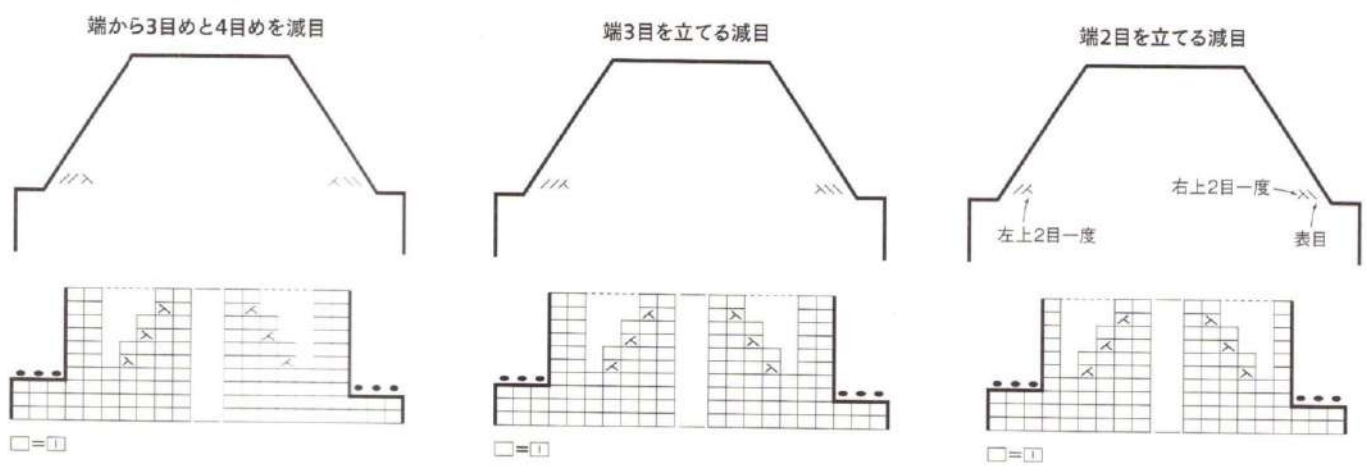 端から3目めと4目めを減目
端3目を立てる減目
端2目を立てる減目
右上2目一度
左上2目一度
表目
□=|
□=|
□=|